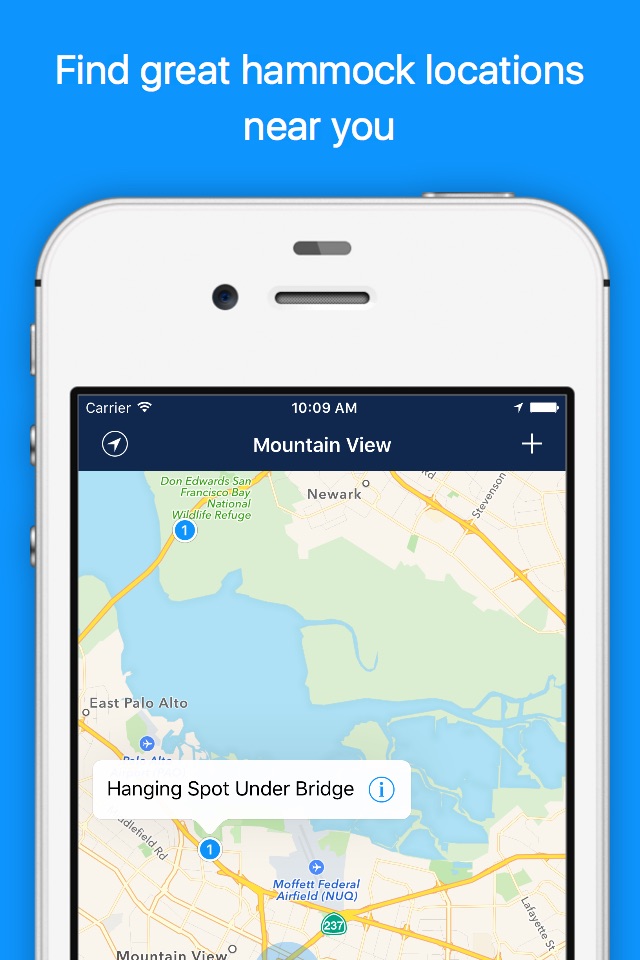 Find great hammock locations
near you
Carrier
10:09 AM
Mountain View
Don Edwards San
Francisco Bay
National
Wildlife Refuge
Newark
Rd
Stevenson
1
East Palo Alto
Palo Alto
Hanging Spot Under Bridge
i
dlefield Rd
1
Moffett Federal
Airfield (NUQ)
237
Lafayette St
Mountain View